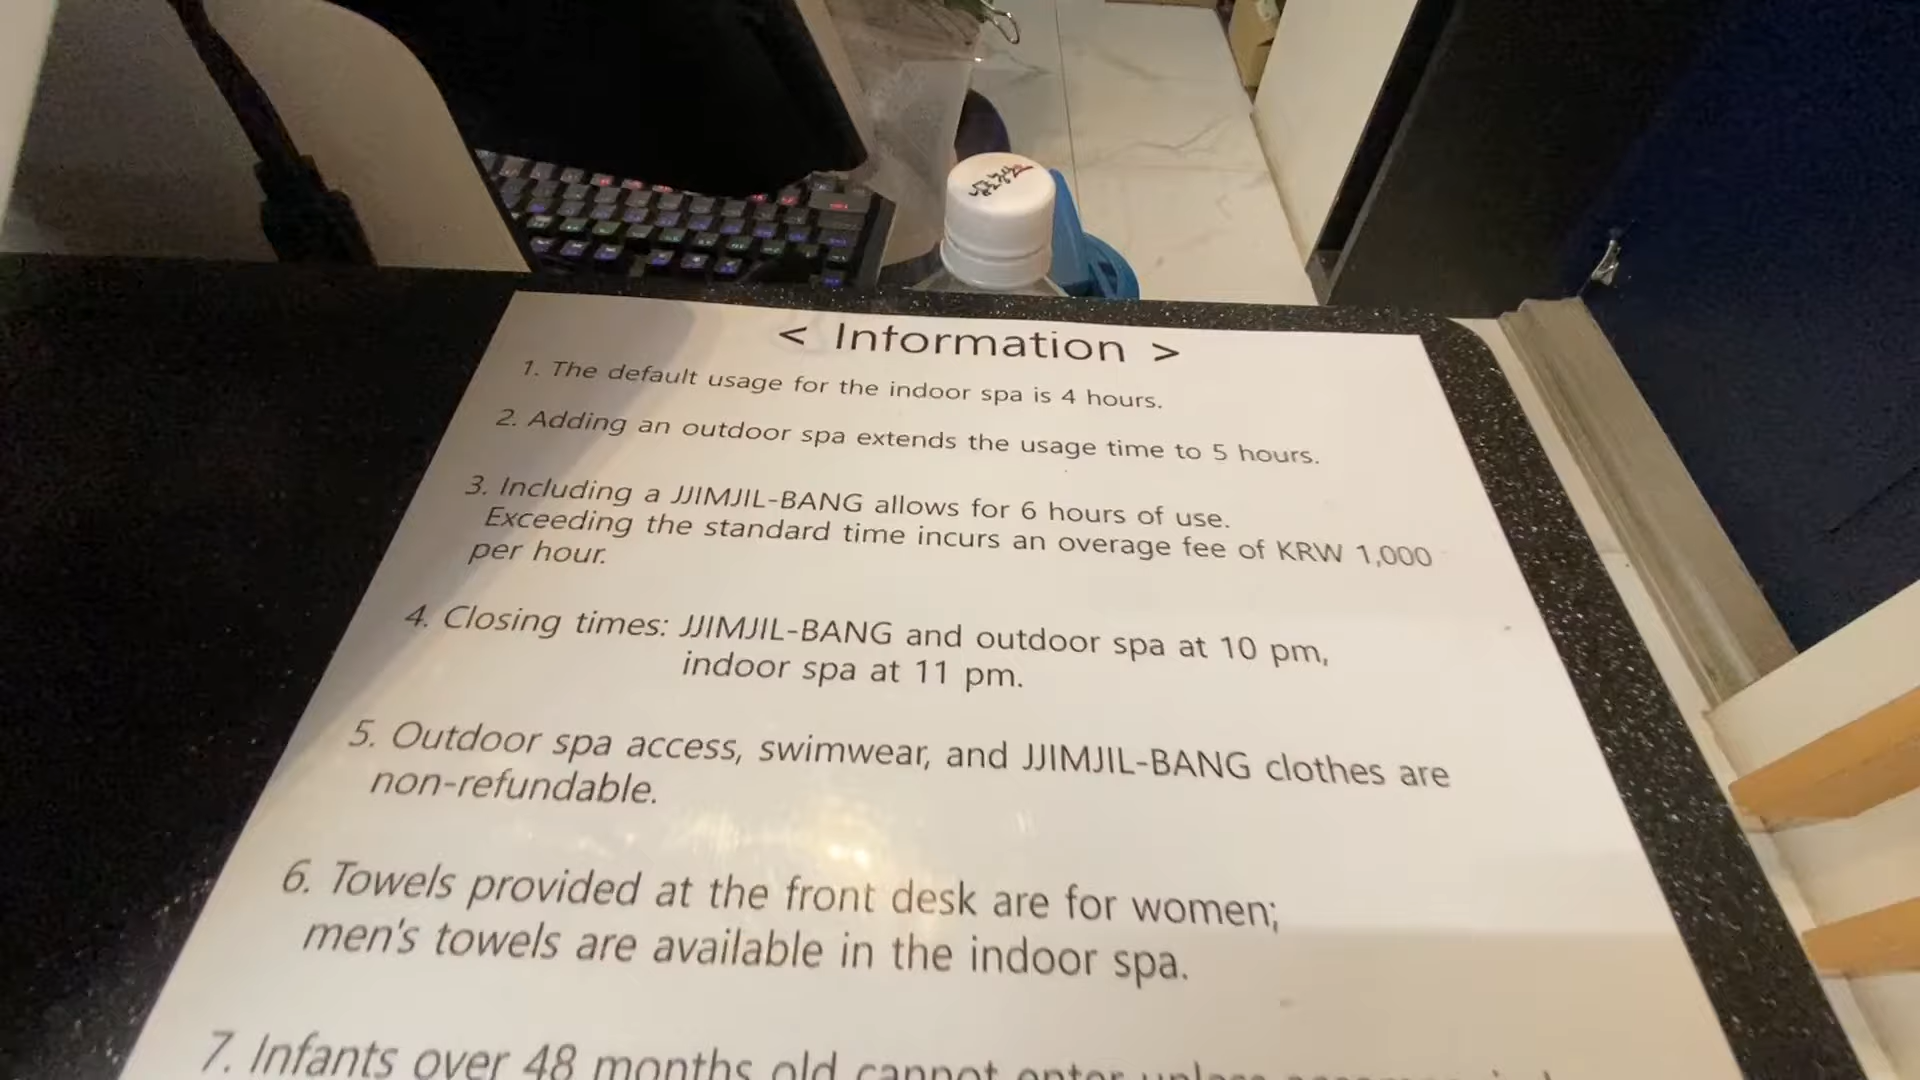 < Information >
1. The default usage for the indoor spa is 4 hours.
2. Adding an outdoor spa extends the usage time to 5 hours.
3. Including a JJIMJIL-BANG allows for 6 hours of use.
Exceeding the standard time incurs an overage fee of KRW 1,000
per hour.
4. Closing times: JJIMJIL-BANG and outdoor spa at 10 pm,
indoor spa at 11 pm.
5. Outdoor spa access, swimwear, and JJIMJIL-BANG clothes are
non-refundable.
6. Towels provided at the front desk are for women;
men's towels are available in the indoor spa.
7. Infants over 48 months old cannot enter unless